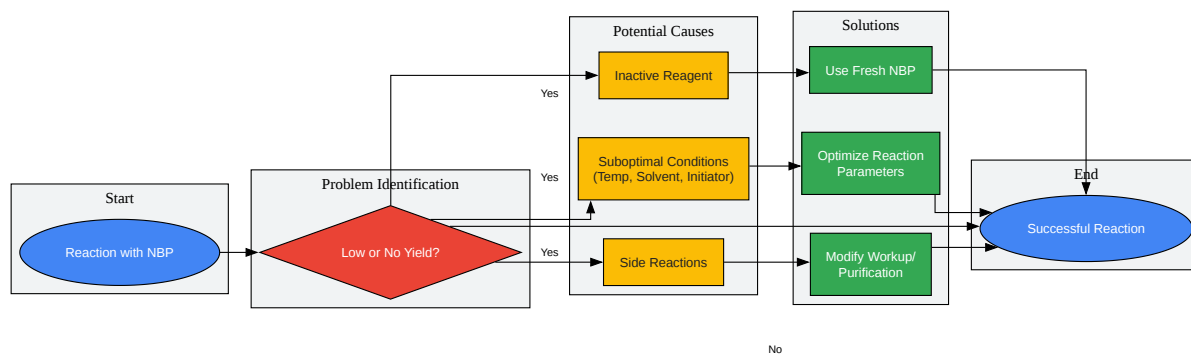 Start
Reaction with NBP
Problem Identification
Low or No Yield?
Yes
Yes
Yes
Potential Causes
Inactive Reagent
Suboptimal Conditions
(Temp, Solvent, Initiator)
Side Reactions
Solutions
Use Fresh NBP
Optimize Reaction
Parameters
Modify Workup/
Purification
End
Successful Reaction
No